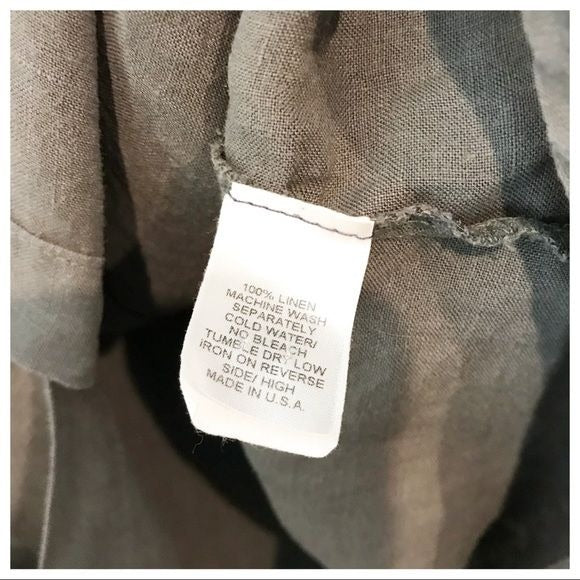 100% LINEN
MACHINE WASH
SEPARATELY
COLD WATER/
NO BLEACH
TUMBLE DRY LOW
IRON ON REVERSE
SIDE/ HIGH
MADE IN U.S.A.